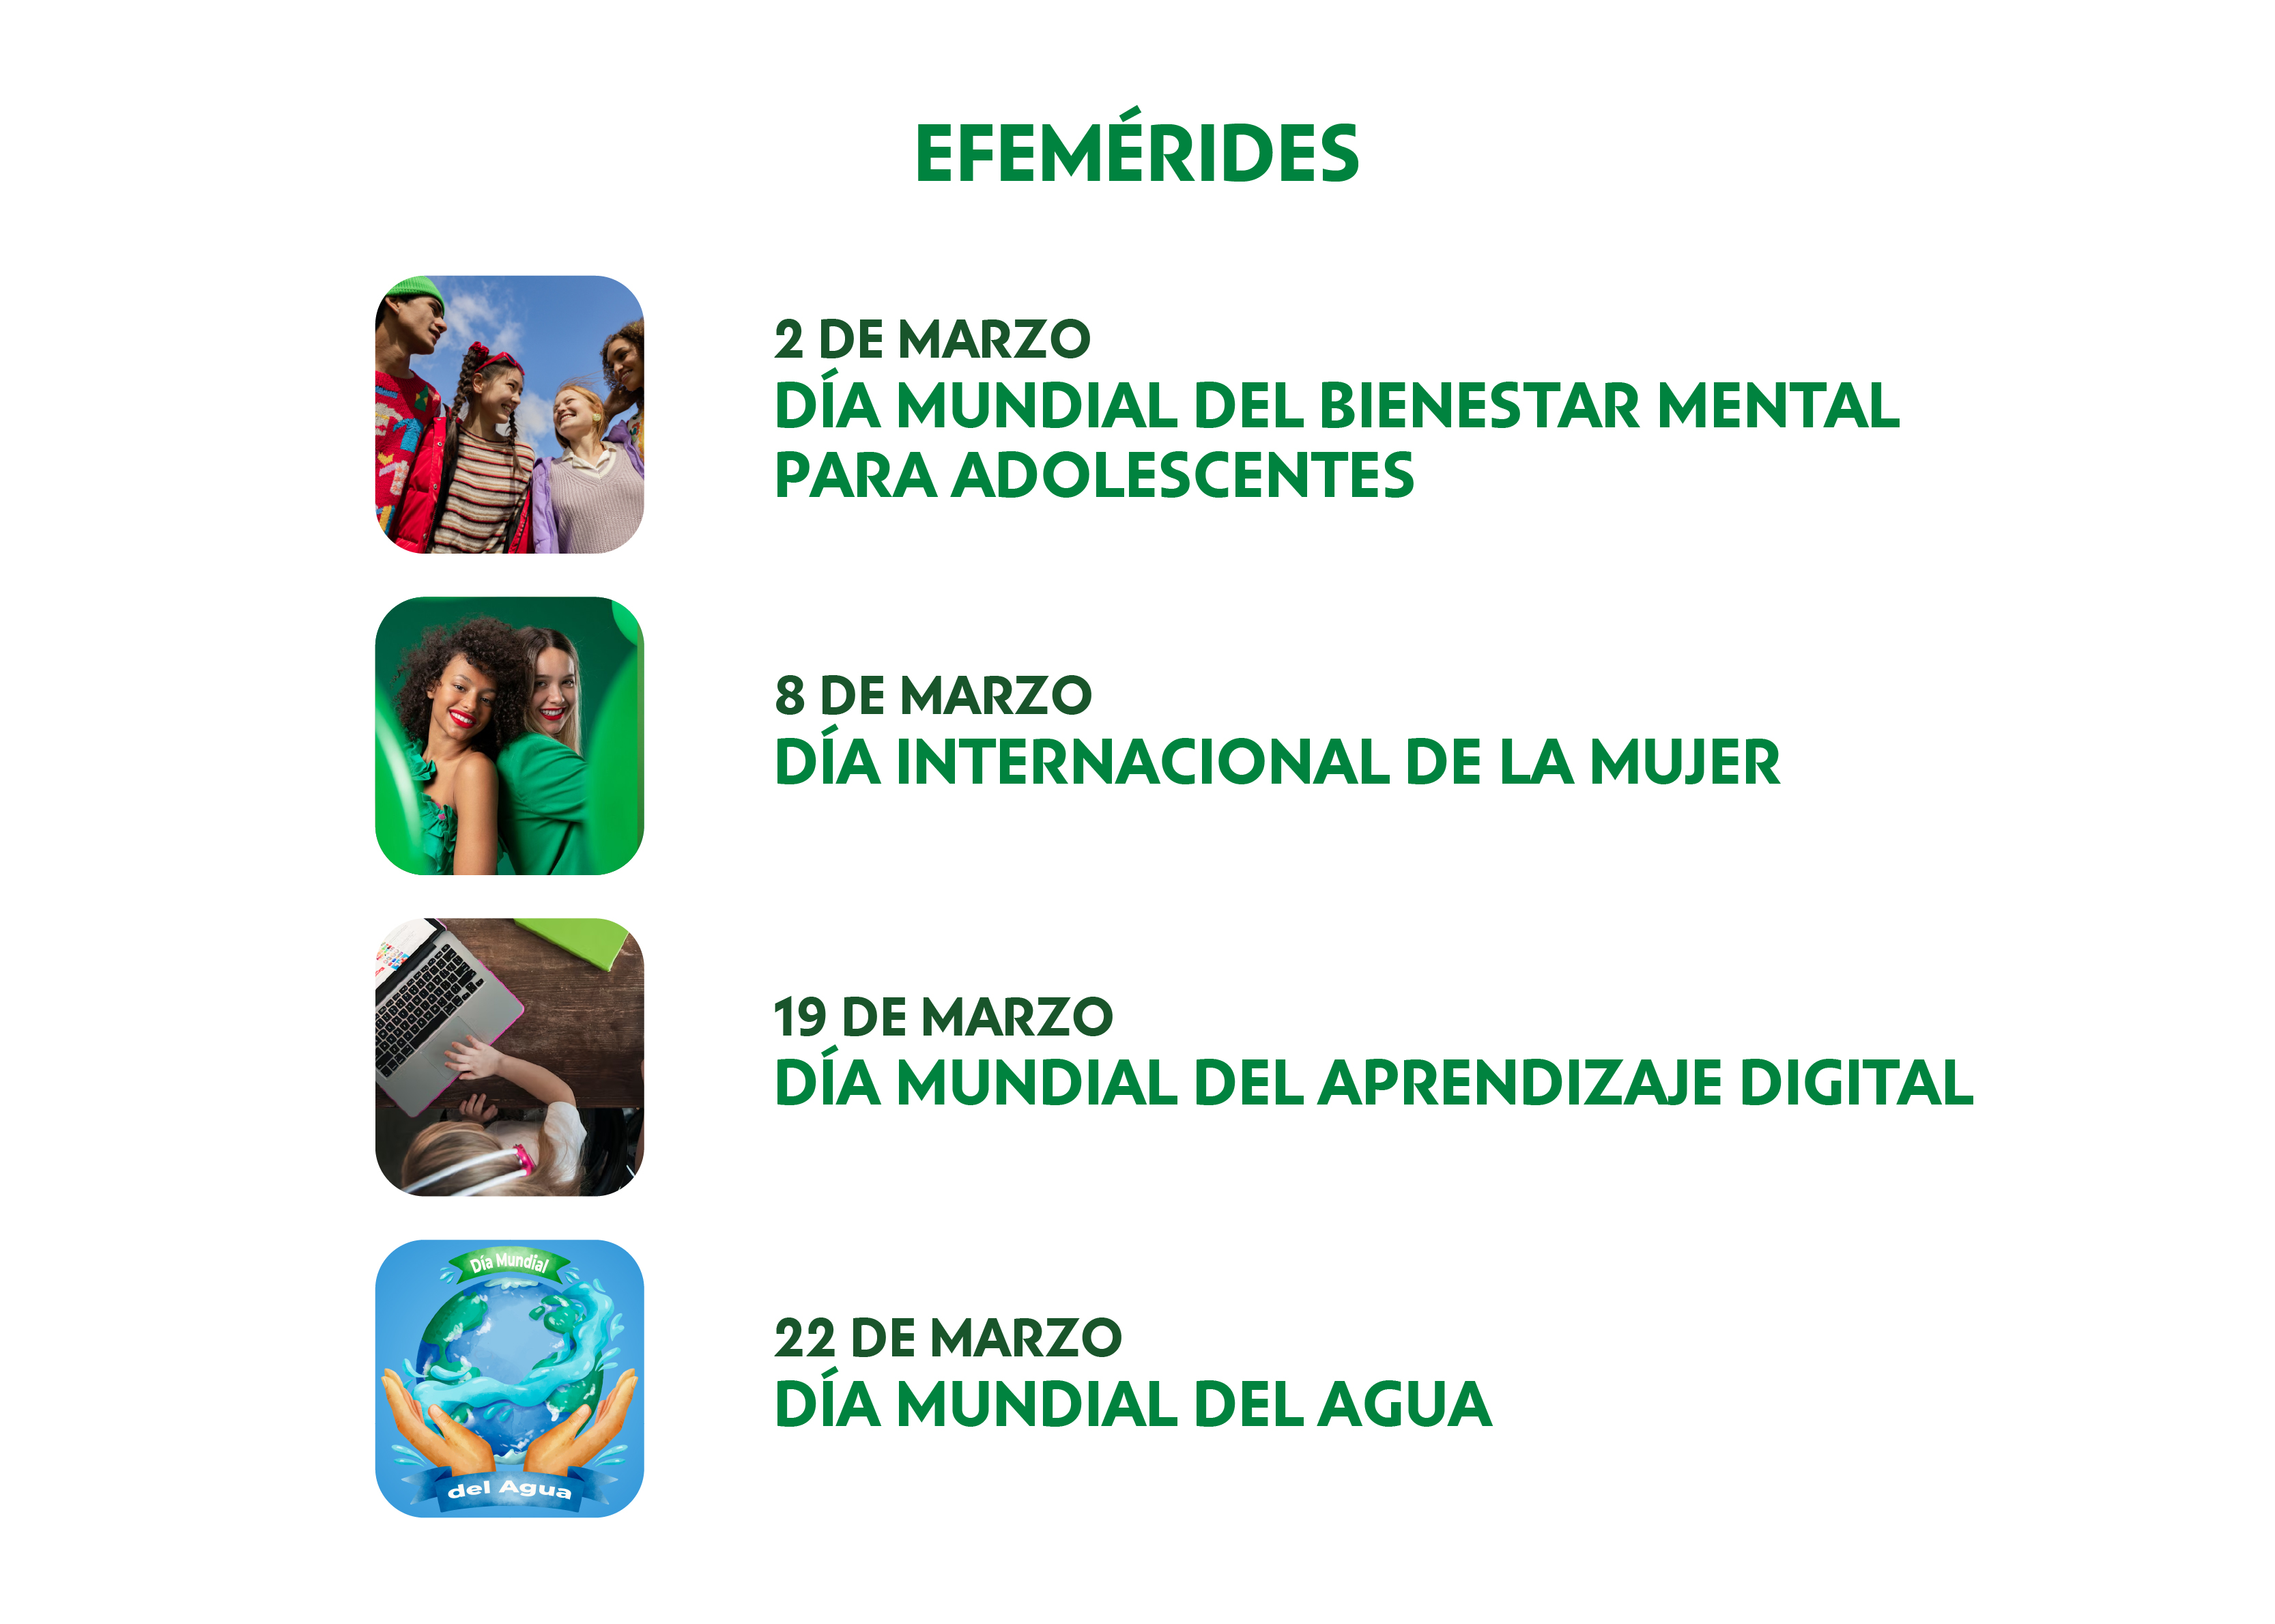 EFEMÉRIDES
2 DE MARZO
DÍA MUNDIAL DEL BIENESTAR MENTAL
PARA ADOLESCENTES
8 DE MARZO
DÍA INTERNACIONAL DE LA MUJER
19 DE MARZO
DÍA MUNDIAL DEL APRENDIZAJE DIGITAL
Día Mundial
del Agua
22 DE MARZO
DÍA MUNDIAL DEL AGUA